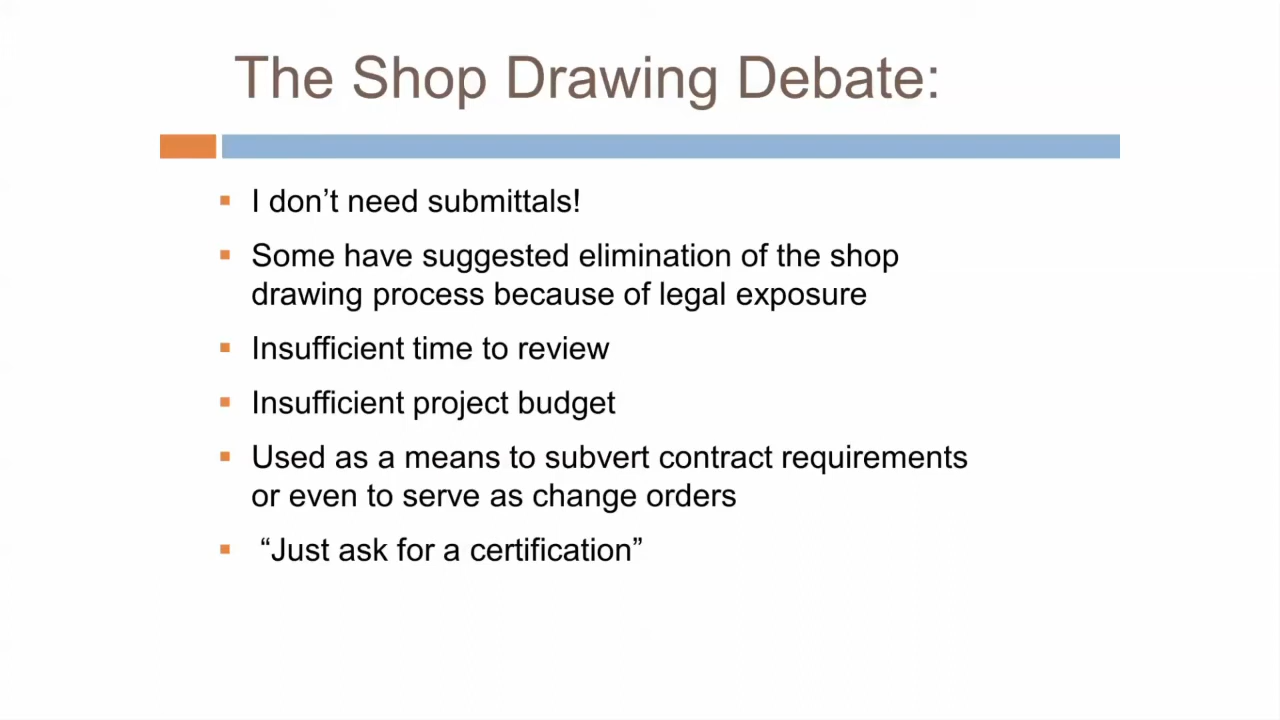 The Shop Drawing Debate:
I don’t need submittals!
Some have suggested elimination of the shop
drawing process because of legal exposure
Insufficient time to review
Insufficient project budget
Used as a means to subvert contract requirements
or even to serve as change orders
“Just ask for a certification”